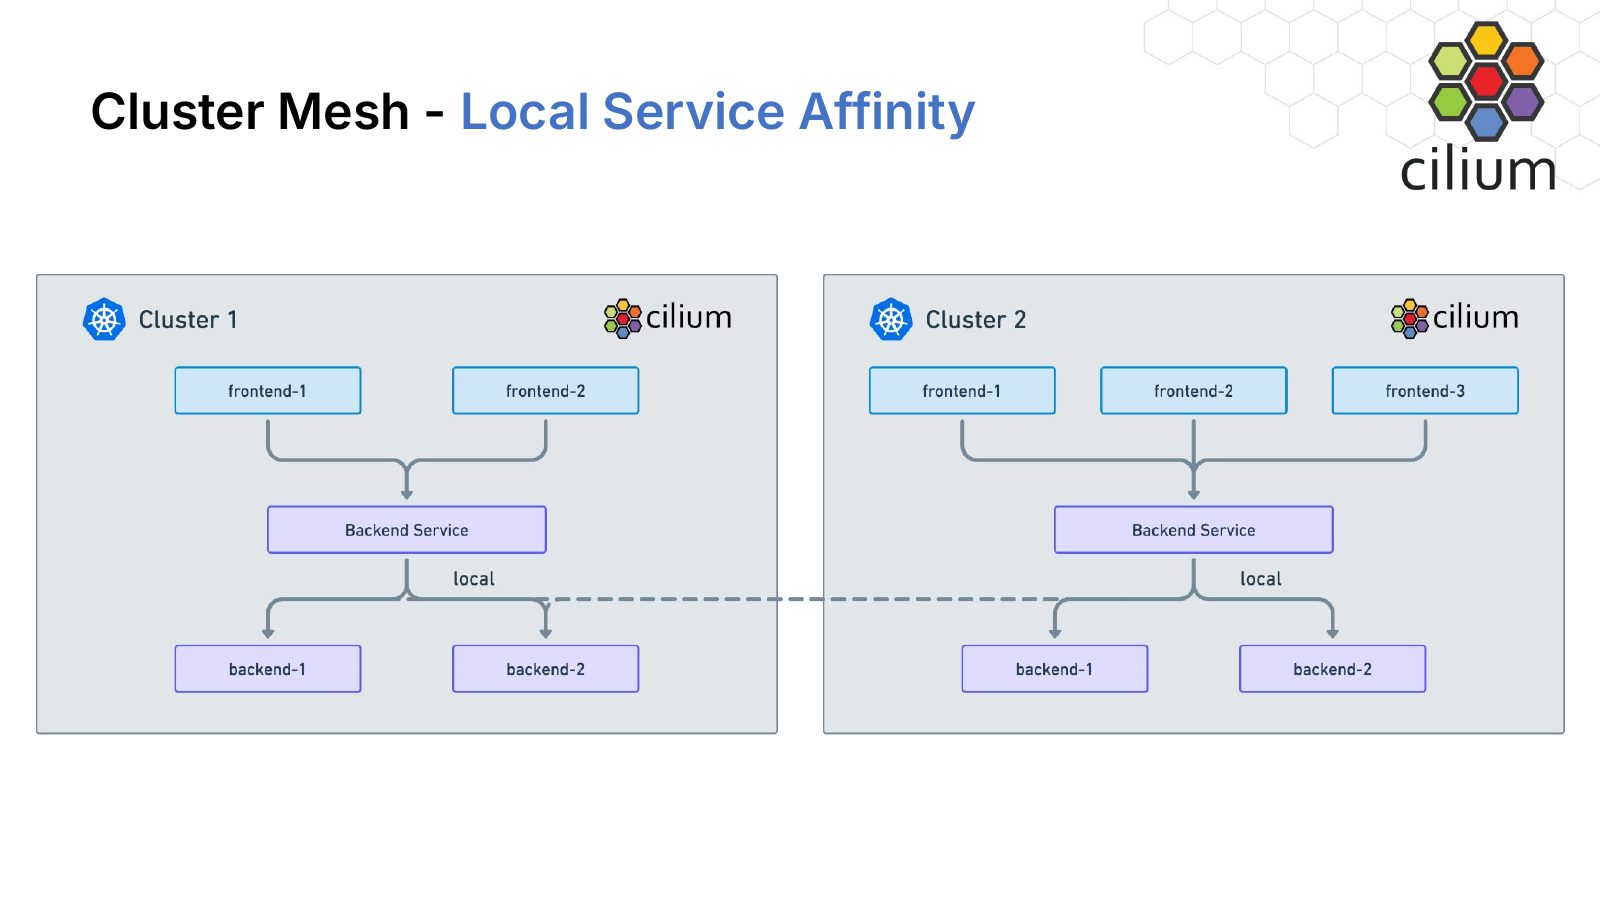 Cluster Mesh - Local Service Affinity
cilium
Cluster 1
cilium
frontend-1
frontend-2
Backend Service
local
backend-1
backend-2
Cluster 2
cilium
frontend-1
frontend-2
frontend-3
Backend Service
local
backend-1
backend-2